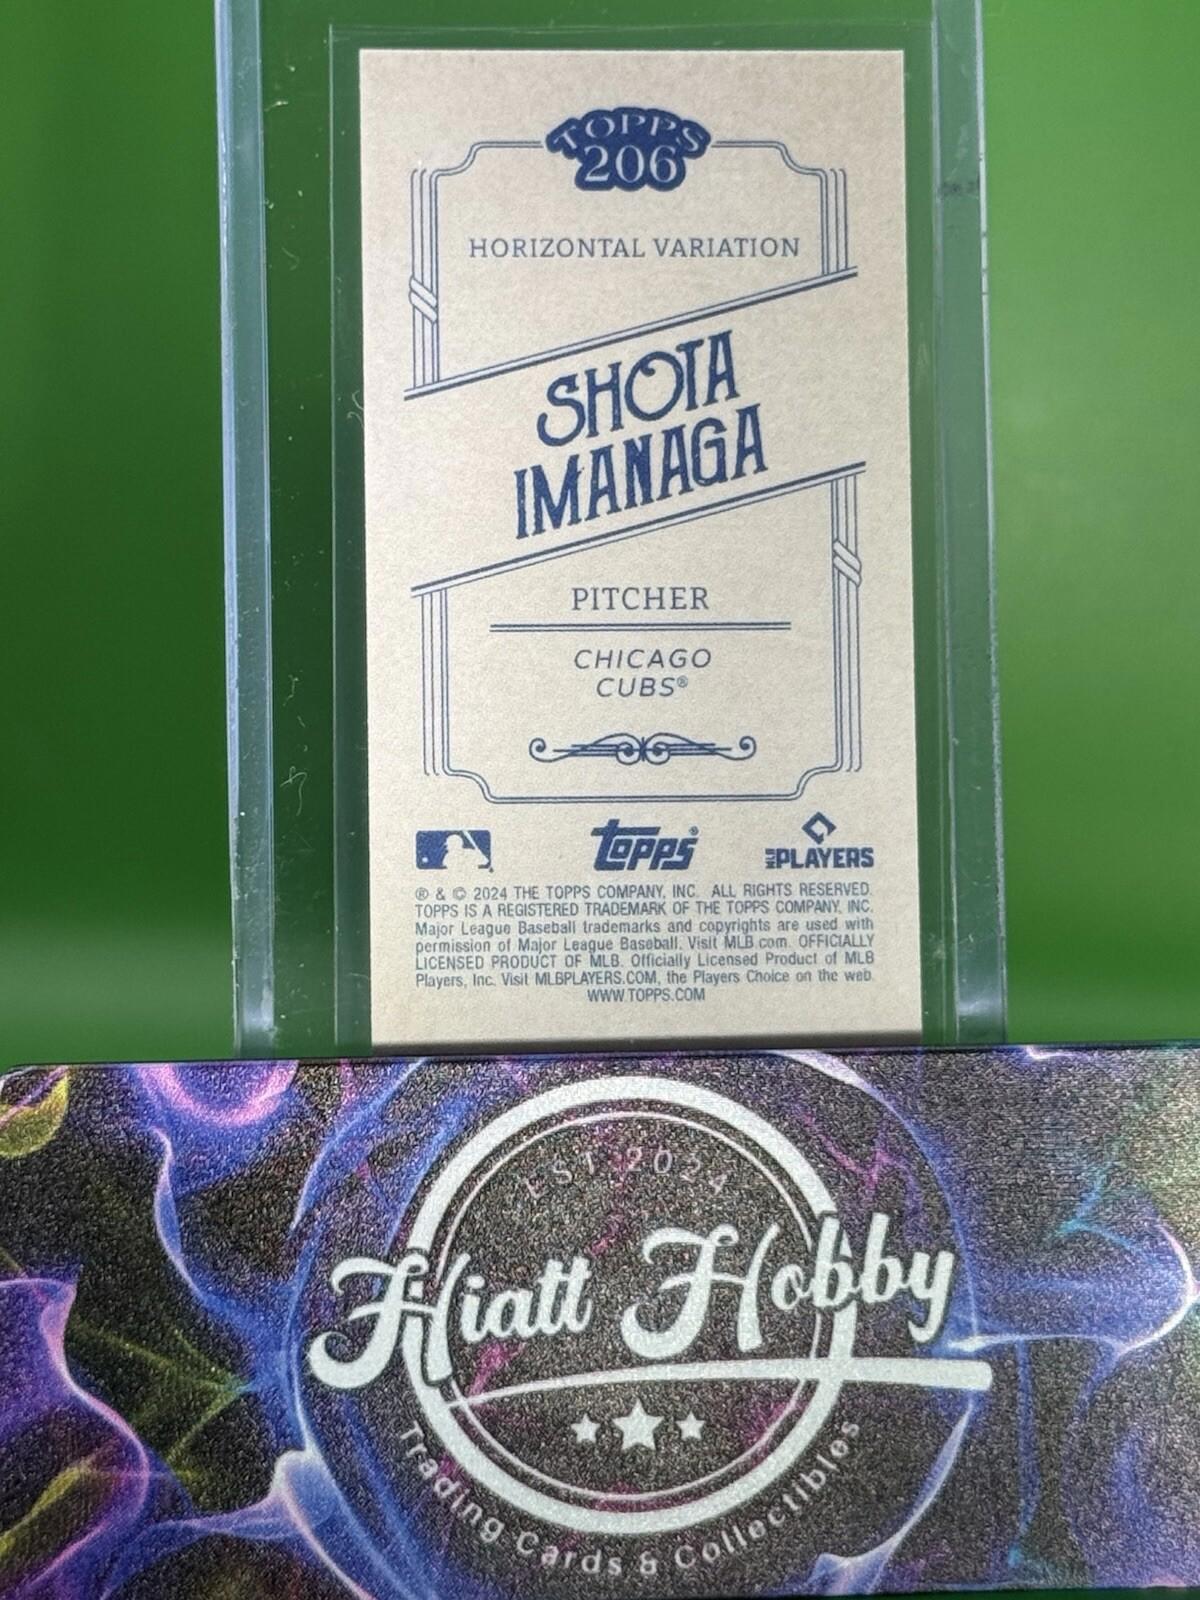 TOPPS
206
HORIZONTAL VARIATION
SHOTA
IMANAGA
PITCHER
CHICAGO
CUBS®
topps®
MLB PLAYERS
® & © 2024 THE TOPPS COMPANY, INC. ALL RIGHTS RESERVED.
TOPPS IS A REGISTERED TRADEMARK OF THE TOPPS COMPANY, INC.
Major League Baseball trademarks and copyrights are used with
permission of Major League Baseball. Visit MLB.com. OFFICIALLY
LICENSED PRODUCT OF MLB. Officially Licensed Product of MLB
Players, Inc. Visit MLBPLAYERS.COM, the Players Choice on the web.
WWW.TOPPS.COM
EST 2024
Hiatt Hobby
Trading Cards & Collectibles